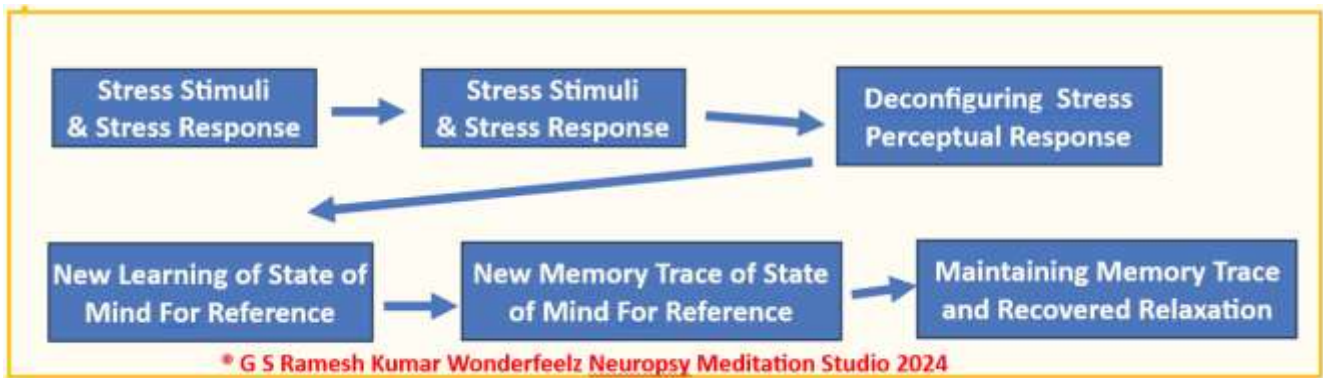 Stress Stimuli
& Stress Response
Stress Stimuli
& Stress Response
Deconfiguring Stress
Perceptual Response
New Learning of State of
Mind For Reference
New Memory Trace of State
of Mind For Reference
Maintaining Memory Trace
and Recovered Relaxation
® G S Ramesh Kumar Wonderfeelz Neuropsy Meditation Studio 2024